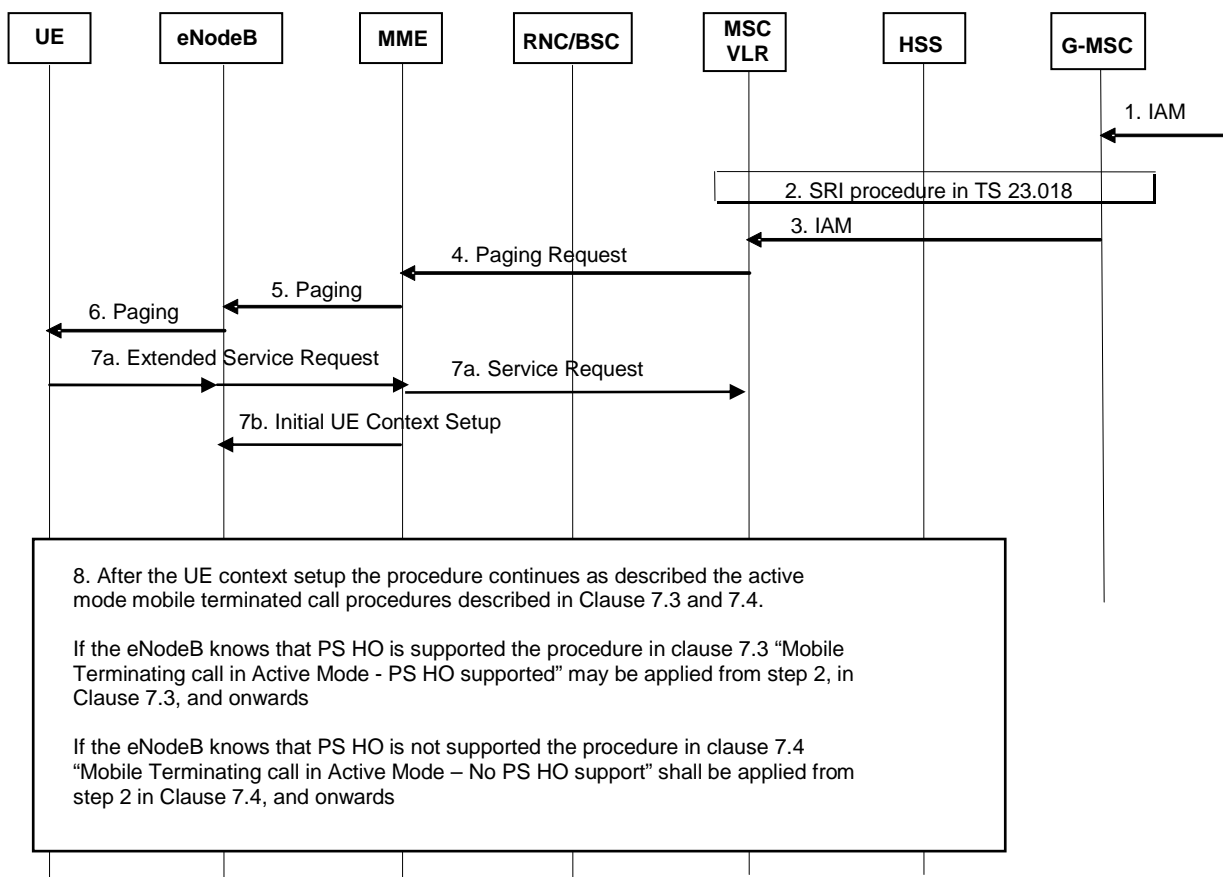 UE
eNodeB
MME
RNC/BSC
MSC
VLR
HSS
G-MSC
1. IAM
2. SRI procedure in TS 23.018
3. IAM
4. Paging Request
5. Paging
6. Paging
7a. Extended Service Request
7a. Service Request
7b. Initial UE Context Setup
8. After the UE context setup the procedure continues as described the active
mode mobile terminated call procedures described in Clause 7.3 and 7.4.
If the eNodeB knows that PS HO is supported the procedure in clause 7.3 “Mobile
Terminating call in Active Mode - PS HO supported” may be applied from step 2, in
Clause 7.3, and onwards
If the eNodeB knows that PS HO is not supported the procedure in clause 7.4
“Mobile Terminating call in Active Mode – No PS HO support” shall be applied from
step 2 in Clause 7.4, and onwards